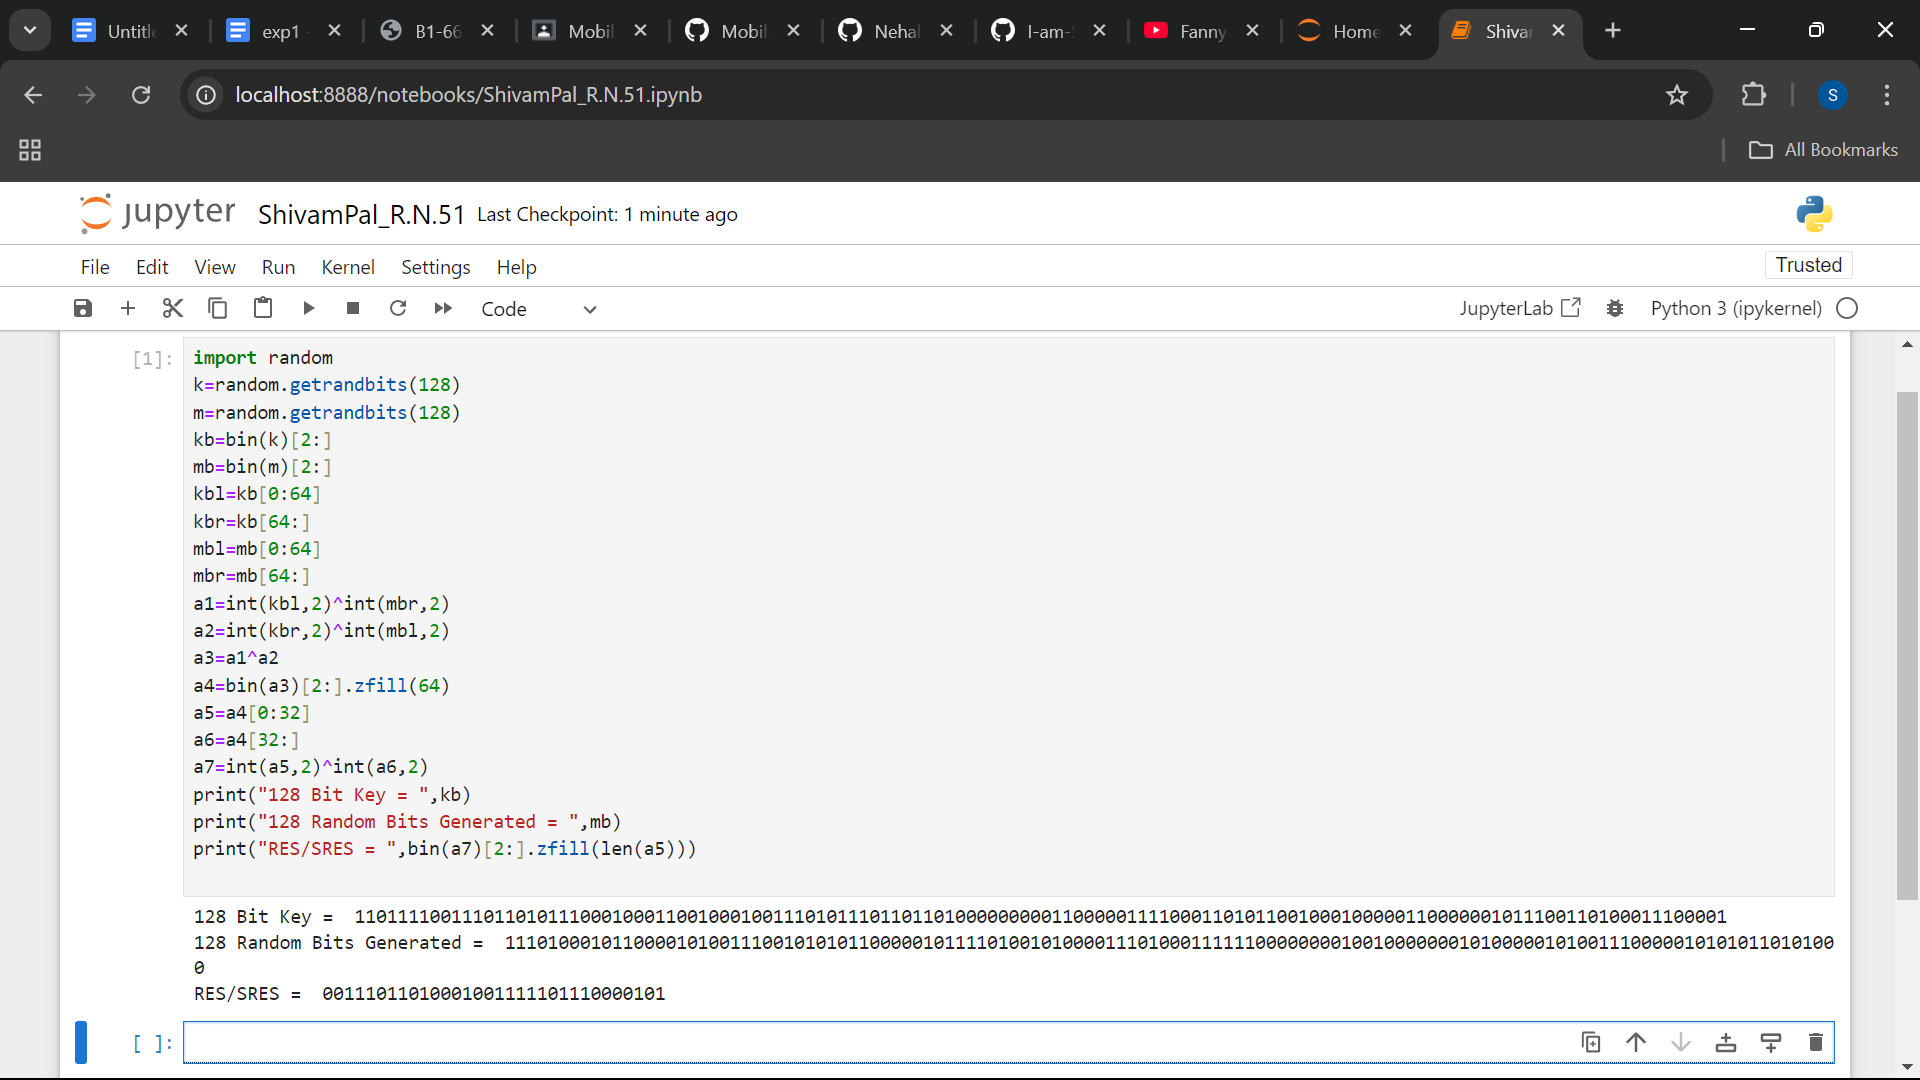 Untitl
exp1
B1-66
Mobil
Mobil
Nehal
I-am-
Fanny
Home
Shivar
localhost:8888/notebooks/ShivamPal_R.N.51.ipynb
S
All Bookmarks
jupyter ShivamPal_R.N.51 Last Checkpoint: 1 minute ago
File Edit View Run Kernel Settings Help
Trusted
Code
JupyterLab
Python 3 (ipykernel)
[1]:
import random
k=random.getrandbits(128)
m=random.getrandbits(128)
kb=bin(k)[2:]
mb=bin(m)[2:]
kbl=kb[0:64]
kbr=kb[64:]
mbl=mb[0:64]
mbr=mb[64:]
a1=int(kbl,2)^int(mbr,2)
a2=int(kbr,2)^int(mbl,2)
a3=a1^a2
a4=bin(a3)[2:].zfill(64)
a5=a4[0:32]
a6=a4[32:]
a7=int(a5,2)^int(a6,2)
print("128 Bit Key = ",kb)
print("128 Random Bits Generated = ",mb)
print("RES/SRES = ",bin(a7)[2:].zfill(len(a5)))
128 Bit Key =
128 Random Bits Generated =
0
RES/SRES = 00111011010001001111101110000101
[ ]: